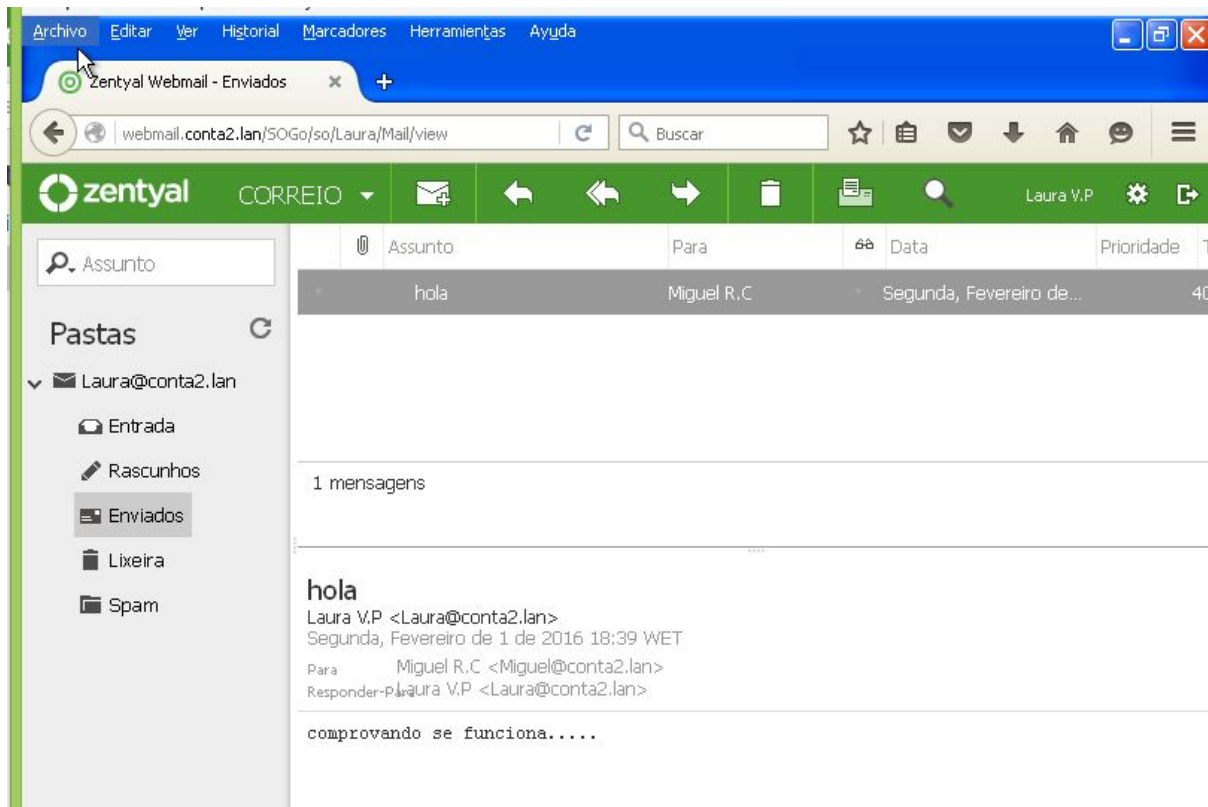 Archivo Editar Ver Historial Marcadores Herramientas Ayuda
Zentyal Webmail - Enviados
webmail.conta2.lan/SOGo/so/Laura/Mail/view
Buscar
zentyal CORREIO Laura V.P
Assunto
Assunto Para Data Prioridade
hola Miguel R.C Segunda, Fevereiro de... 40
Pastas
Laura@conta2.lan
Entrada
Rascunhos
Enviados
Lixeira
Spam
1 mensagens
hola
Laura V.P <Laura@conta2.lan>
Segunda, Fevereiro de 1 de 2016 18:39 WET
Para Miguel R.C <Miguel@conta2.lan>
Responder-Para Laura V.P <Laura@conta2.lan>
comprovando se funciona.....